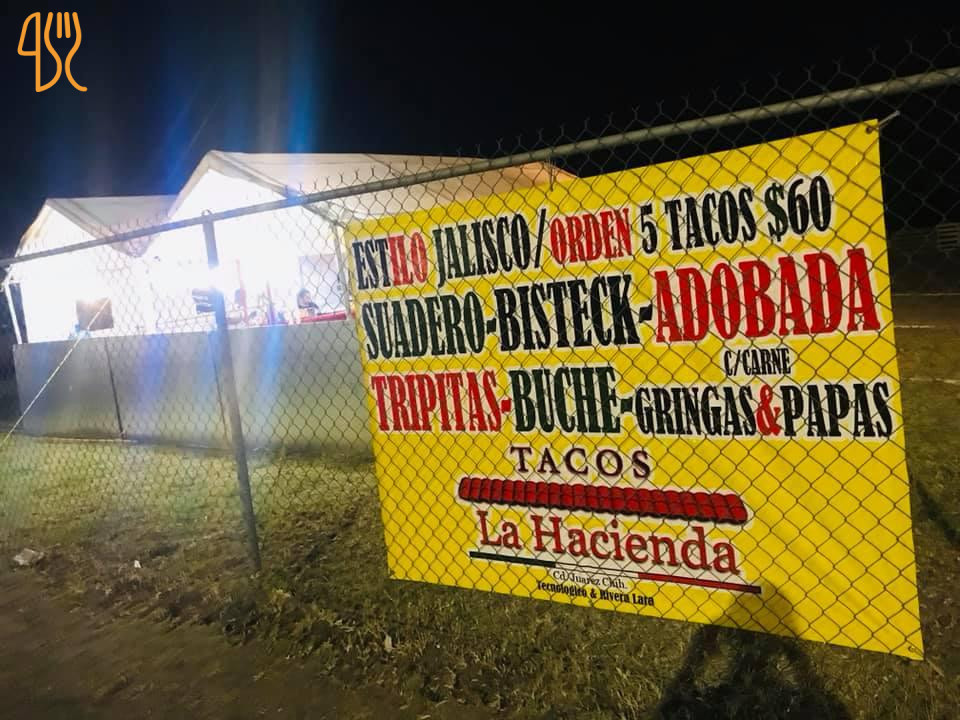 ESTILO JALISCO/ORDEN 5 TACOS $60
SUADERO-BISTECK-ADOBADA
C/CARNE
TRIPITAS-BUCHE-GRINGAS&PAPAS
TACOS
La Hacienda
Cd/Juarez Chih.
Tecnologico & Rivera Lara